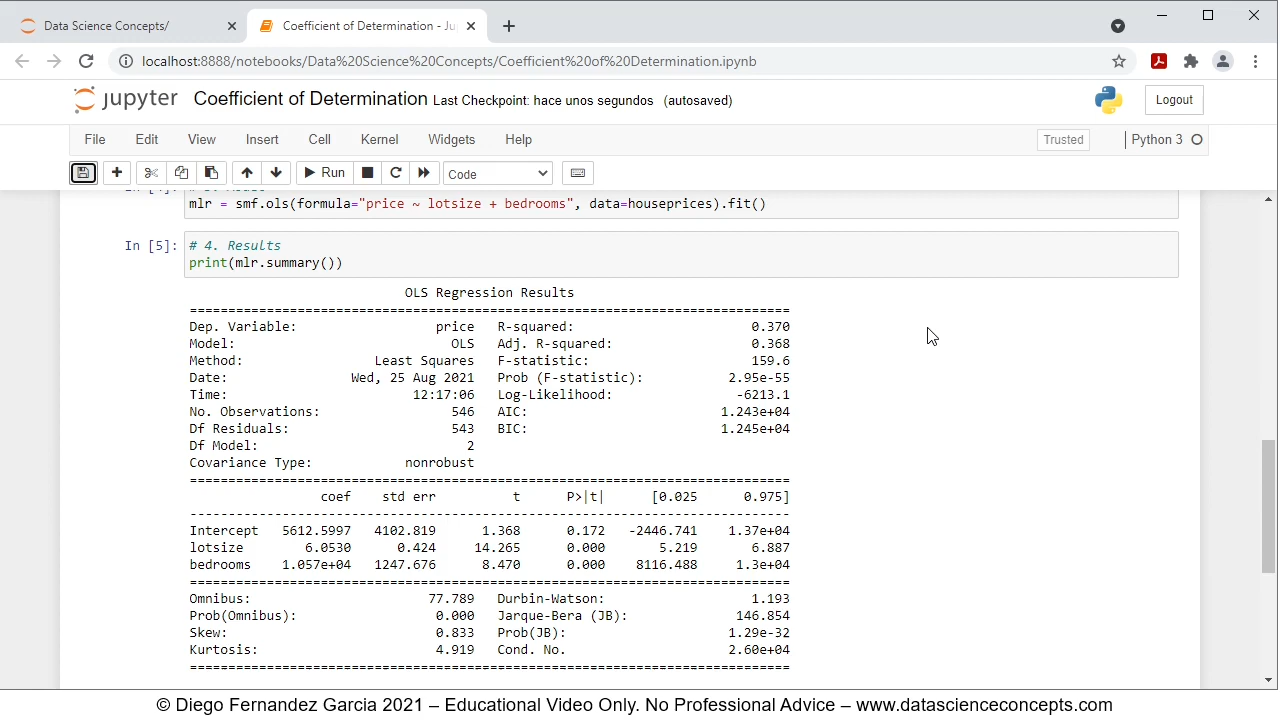 Data Science Concepts/
Coefficient of Determination - Ju
localhost:8888/notebooks/Data%20Science%20Concepts/Coefficient%20of%20Determination.ipynb
jupyter Coefficient of Determination Last Checkpoint: hace unos segundos (autosaved)
Logout
File Edit View Insert Cell Kernel Widgets Help
Trusted
Python 3
Run
Code
mlr = smf.ols(formula="price ~ lotsize + bedrooms", data=houseprices).fit()
In [5]: # 4. Results
print(mlr.summary())
OLS Regression Results
==============================================================================
Dep. Variable: price R-squared: 0.370
Model: OLS Adj. R-squared: 0.368
Method: Least Squares F-statistic: 159.6
Date: Wed, 25 Aug 2021 Prob (F-statistic): 2.95e-55
Time: 12:17:06 Log-Likelihood: -6213.1
No. Observations: 546 AIC: 1.243e+04
Df Residuals: 543 BIC: 1.245e+04
Df Model: 2
Covariance Type: nonrobust
==============================================================================
coef std err t P>|t| [0.025 0.975]
------------------------------------------------------------------------------
Intercept 5612.5997 4102.819 1.368 0.172 -2446.741 1.37e+04
lotsize 6.0530 0.424 14.265 0.000 5.219 6.887
bedrooms 1.057e+04 1247.676 8.470 0.000 8116.488 1.3e+04
==============================================================================
Omnibus: 77.789 Durbin-Watson: 1.193
Prob(Omnibus): 0.000 Jarque-Bera (JB): 146.854
Skew: 0.833 Prob(JB): 1.29e-32
Kurtosis: 4.919 Cond. No. 2.60e+04
==============================================================================
© Diego Fernandez Garcia 2021 – Educational Video Only. No Professional Advice – www.datascienceconcepts.com